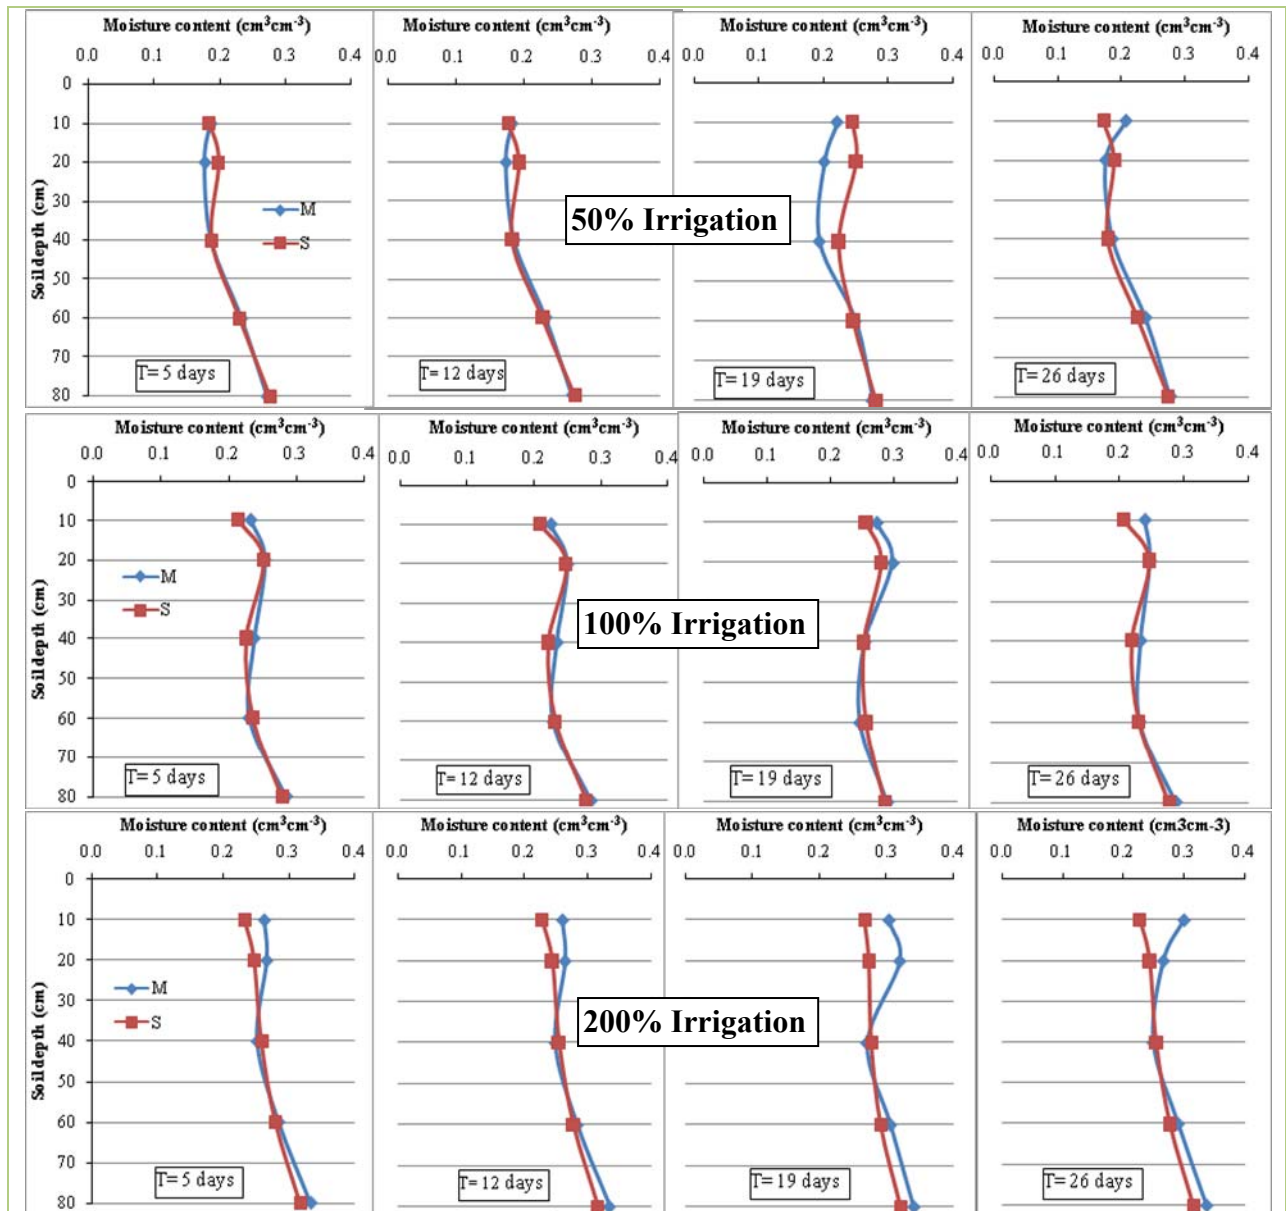 Moisture content (cm³cm⁻³) Moisture content (cm³cm⁻³) Moisture content (cm³cm⁻³) Moisture content (cm³cm⁻³)
0.0 0.1 0.2 0.3 0.4 0.0 0.1 0.2 0.3 0.4 0.0 0.1 0.2 0.3 0.4 0.0 0.1 0.2 0.3 0.4
0
10
20
30
40
50
60
70
80
Soil depth (cm)
M
S
50% Irrigation
T= 5 days T= 12 days T= 19 days T= 26 days
Moisture content (cm³cm⁻³) Moisture content (cm³cm⁻³) Moisture content (cm³cm⁻³) Moisture content (cm³cm⁻³)
0.0 0.1 0.2 0.3 0.4 0.0 0.1 0.2 0.3 0.4 0.0 0.1 0.2 0.3 0.4 0.0 0.1 0.2 0.3 0.4
0
10
20
30
40
50
60
70
80
Soil depth (cm)
M
S
100% Irrigation
T= 5 days T= 12 days T= 19 days T= 26 days
Moisture content (cm³cm⁻³) Moisture content (cm³cm⁻³) Moisture content (cm³cm⁻³) Moisture content (cm3cm-3)
0.0 0.1 0.2 0.3 0.4 0.0 0.1 0.2 0.3 0.4 0.0 0.1 0.2 0.3 0.4 0.0 0.1 0.2 0.3 0.4
0
10
20
30
40
50
60
70
80
Soil depth (cm)
M
S
200% Irrigation
T= 5 days T= 12 days T= 19 days T= 26 days